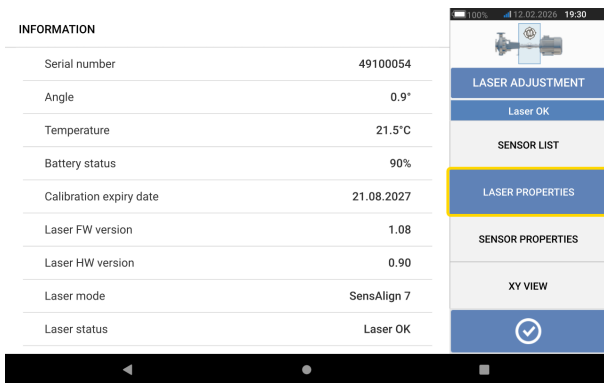 100% 12.02.2026 19:30
INFORMATION
Serial number 49100054
Angle 0.9°
Temperature 21.5°C
Battery status 90%
Calibration expiry date 21.08.2027
Laser FW version 1.08
Laser HW version 0.90
Laser mode SensAlign 7
Laser status Laser OK
LASER ADJUSTMENT
Laser OK
SENSOR LIST
LASER PROPERTIES
SENSOR PROPERTIES
XY VIEW